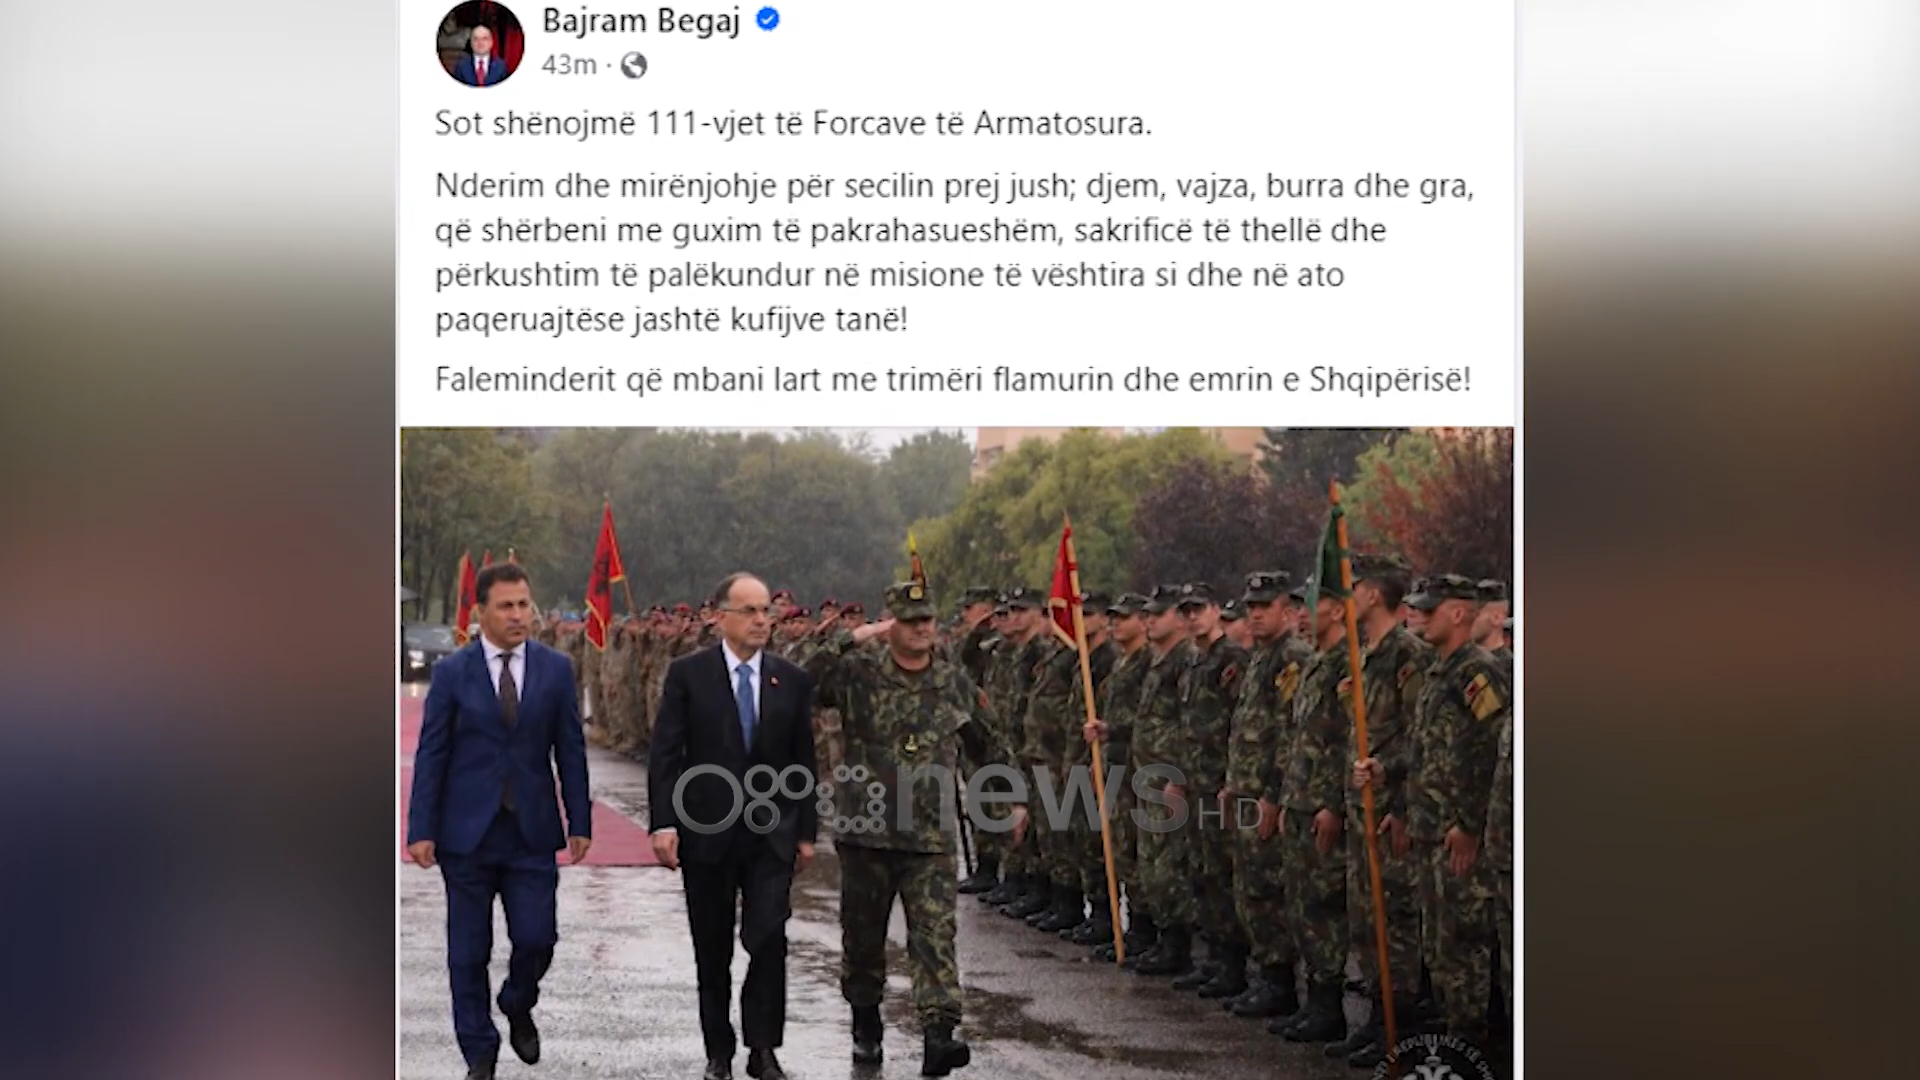 Bajram Begaj
43m ·
Sot shënojmë 111-vjet të Forcave të Armatosura.
Nderim dhe mirënjohje për secilin prej jush; djem, vajza, burra dhe gra,
që shërbeni me guxim të pakrahasueshëm, sakrificë të thellë dhe
përkushtim të palëkundur në misione të vështira si dhe në ato
paqeruajtëse jashtë kufijve tanë!
Faleminderit që mbani lart me trimëri flamurin dhe emrin e Shqipërisë!
ora news HD